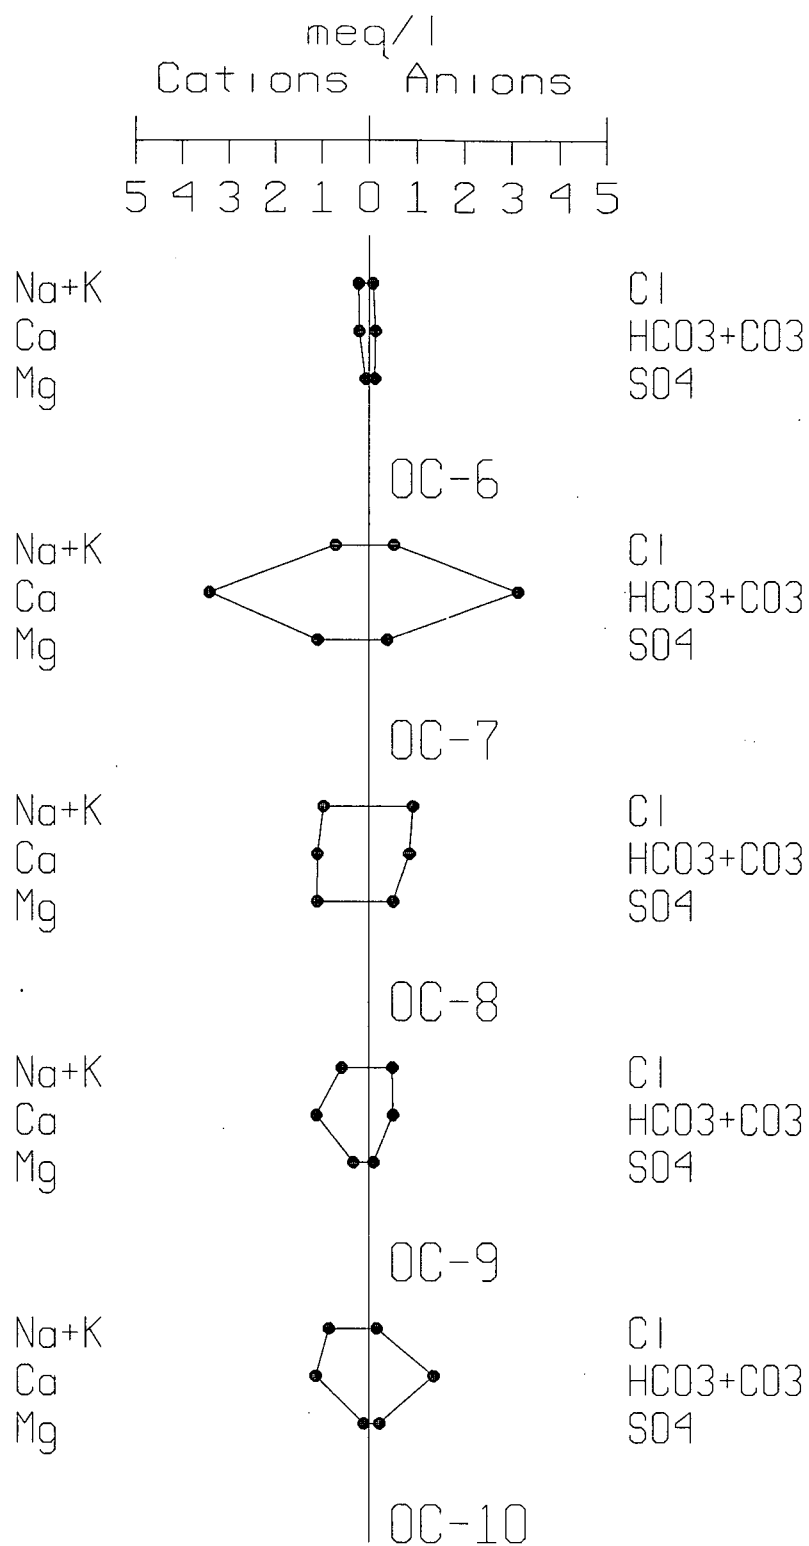 meq/l
Cations Anions
5 4 3 2 1 0 1 2 3 4 5
Na+K Cl
Ca HCO3+CO3
Mg SO4
OC-6
Na+K Cl
Ca HCO3+CO3
Mg SO4
OC-7
Na+K Cl
Ca HCO3+CO3
Mg SO4
OC-8
Na+K Cl
Ca HCO3+CO3
Mg SO4
OC-9
Na+K Cl
Ca HCO3+CO3
Mg SO4
OC-10